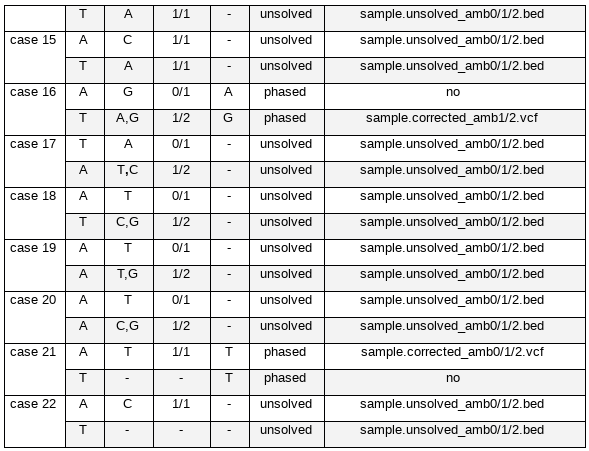 T A 1/1 - unsolved sample.unsolved_amb0/1/2.bed
case 15 A C 1/1 - unsolved sample.unsolved_amb0/1/2.bed
T A 1/1 - unsolved sample.unsolved_amb0/1/2.bed
case 16 A G 0/1 A phased no
T A,G 1/2 G phased sample.corrected_amb1/2.vcf
case 17 T A 0/1 - unsolved sample.unsolved_amb0/1/2.bed
A T,C 1/2 - unsolved sample.unsolved_amb0/1/2.bed
case 18 A T 0/1 - unsolved sample.unsolved_amb0/1/2.bed
T C,G 1/2 - unsolved sample.unsolved_amb0/1/2.bed
case 19 A T 0/1 - unsolved sample.unsolved_amb0/1/2.bed
A T,G 1/2 - unsolved sample.unsolved_amb0/1/2.bed
case 20 A T 0/1 - unsolved sample.unsolved_amb0/1/2.bed
A C,G 1/2 - unsolved sample.unsolved_amb0/1/2.bed
case 21 A T 1/1 T phased sample.corrected_amb0/1/2.vcf
T - - T phased no
case 22 A C 1/1 - unsolved sample.unsolved_amb0/1/2.bed
T - - - unsolved sample.unsolved_amb0/1/2.bed